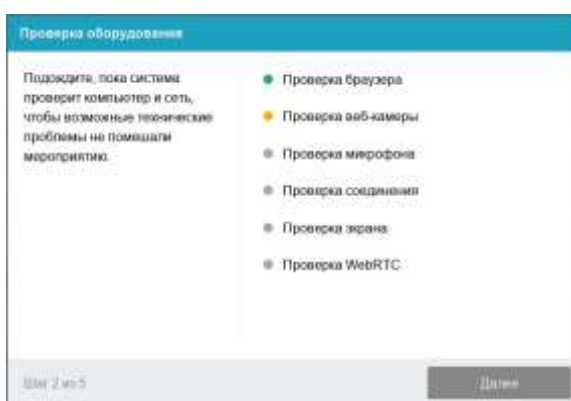 Проверка оборудования
Подождите, пока система
проверит компьютер и сеть,
чтобы возможные технические
проблемы не помешали
мероприятию.
Проверка браузера
Проверка веб-камеры
Проверка микрофона
Проверка соединения
Проверка экрана
Проверка WebRTC
Шаг 2 из 5
Далее